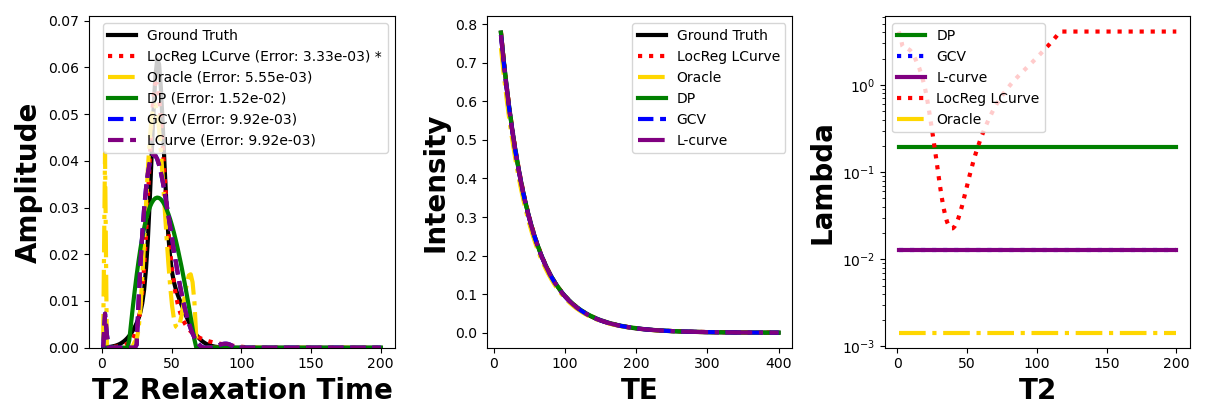 0.07
0.06
0.05
0.04
0.03
0.02
0.01
0.00
Amplitude
Ground Truth
LocReg LCurve (Error: 3.33e-03) *
Oracle (Error: 5.55e-03)
DP (Error: 1.52e-02)
GCV (Error: 9.92e-03)
LCurve (Error: 9.92e-03)
0 50 100 150 200
T2 Relaxation Time
0.8
0.7
0.6
0.5
0.4
0.3
0.2
0.1
0.0
Intensity
Ground Truth
LocReg LCurve
Oracle
DP
GCV
L-curve
0 100 200 300 400
TE
10⁰
10⁻¹
10⁻²
10⁻³
Lambda
DP
GCV
L-curve
LocReg LCurve
Oracle
0 50 100 150 200
T2